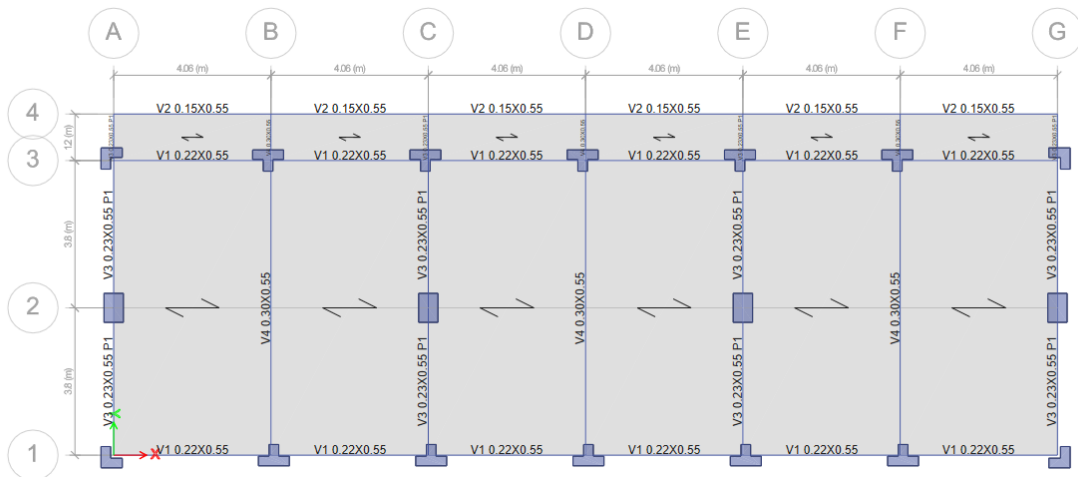 A B C D E F G
4.06 (m) 4.06 (m) 4.06 (m) 4.06 (m) 4.06 (m) 4.06 (m)
4 V2 0.15X0.55 V2 0.15X0.55 V2 0.15X0.55 V2 0.15X0.55 V2 0.15X0.55 V2 0.15X0.55
12 (m)
3 V1 0.22X0.55 V1 0.22X0.55 V1 0.22X0.55 V1 0.22X0.55 V1 0.22X0.55 V1 0.22X0.55
3.8 (m) V3 0.23X0.55 P1 V3 0.23X0.55 P1 V3 0.23X0.55 P1 V3 0.23X0.55 P1
2 V4 0.30X0.55 V4 0.30X0.55 V4 0.30X0.55
3.8 (m) V3 0.23X0.55 P1 V3 0.23X0.55 P1 V3 0.23X0.55 P1 V3 0.23X0.55 P1
X
1 X V1 0.22X0.55 V1 0.22X0.55 V1 0.22X0.55 V1 0.22X0.55 V1 0.22X0.55 V1 0.22X0.55